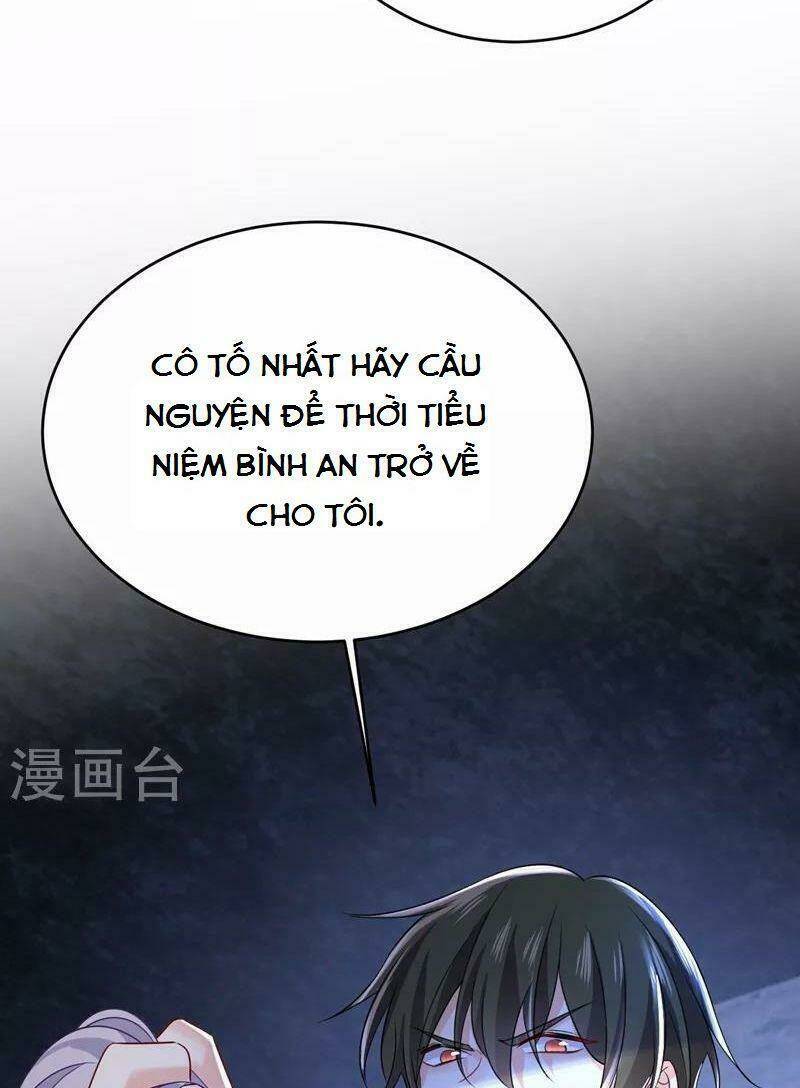 CÔ TỐ NHẤT HÃY CẦU
NGUYỆN ĐỂ THỜI TIỂU
NIỆM BÌNH AN TRỞ VỀ
CHO TÔI.
漫画台